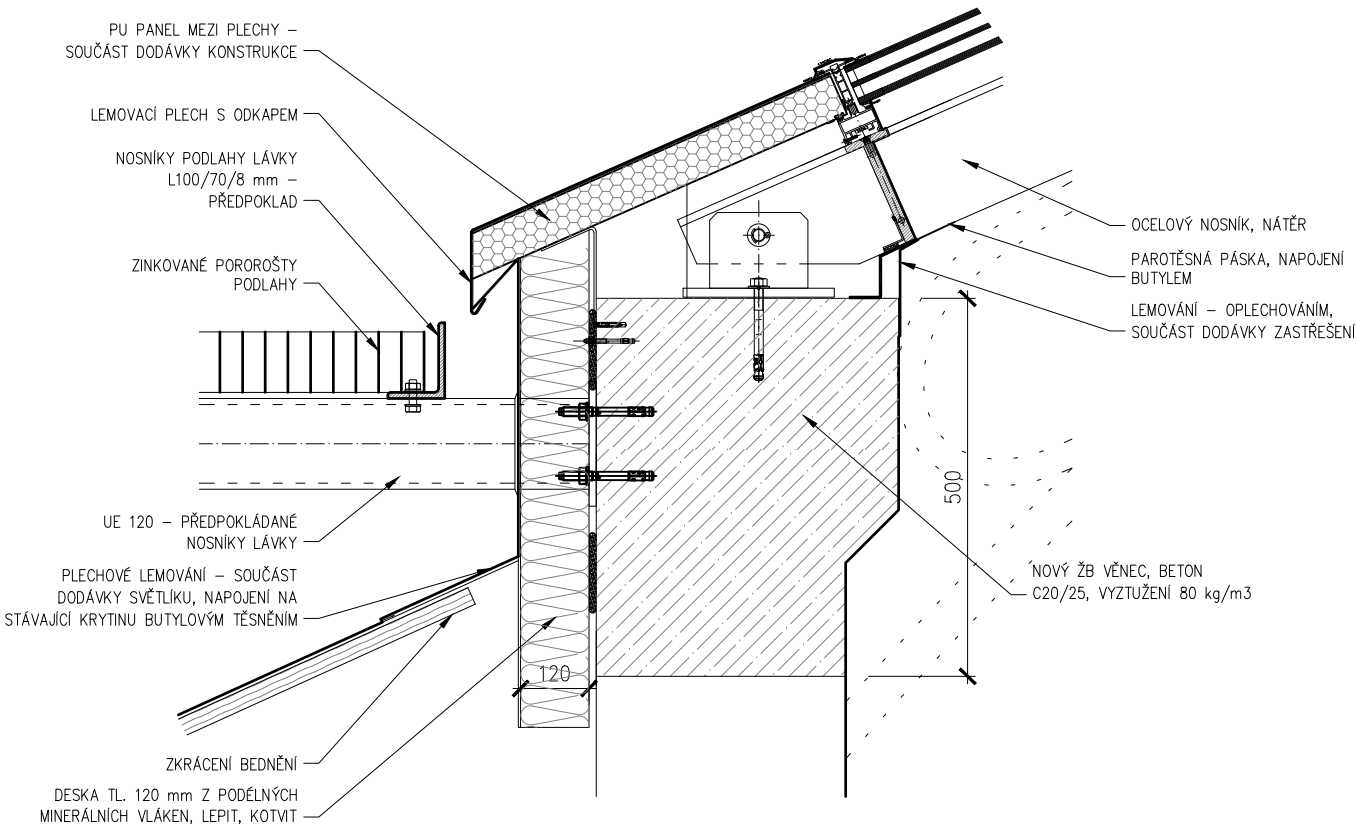 PU PANEL MEZI PLECHY –
SOUČÁST DODÁVKY KONSTRUKCE
LEMOVACÍ PLECH S ODKAPEM
NOSNÍKY PODLAHY LÁVKY
L100/70/8 mm –
PŘEDPOKLAD
ZINKOVANÉ POROROŠTY
PODLAHY
UE 120 – PŘEDPOKLÁDANÉ
NOSNÍKY LÁVKY
PLECHOVÉ LEMOVÁNÍ – SOUČÁST
DODÁVKY SVĚTLÍKU, NAPOJENÍ NA
STÁVAJÍCÍ KRYTINU BUTYLOVÝM TĚSNĚNÍM
ZKRÁCENÍ BEDNĚNÍ
DESKA TL. 120 mm Z PODÉLNÝCH
MINERÁLNÍCH VLÁKEN, LEPIT, KOTVIT
120
500
OCELOVÝ NOSNÍK, NÁTĚR
PAROTĚSNÁ PÁSKA, NAPOJENÍ
BUTYLEM
LEMOVÁNÍ – OPLECHOVÁNÍM,
SOUČÁST DODÁVKY ZASTŘEŠENÍ
NOVÝ ŽB VĚNEC, BETON
C20/25, VYZTUŽENÍ 80 kg/m3